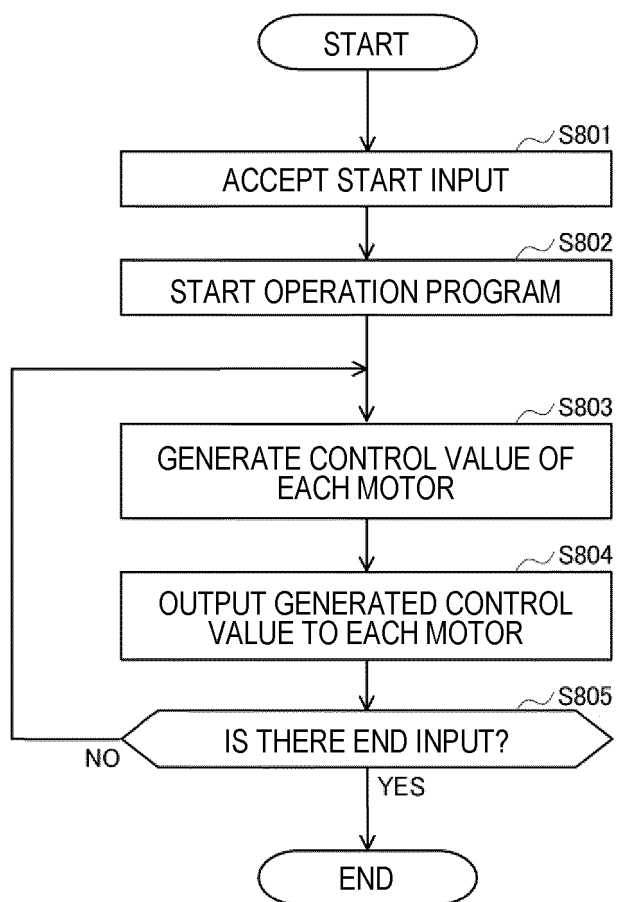 START
S801
ACCEPT START INPUT
S802
START OPERATION PROGRAM
S803
GENERATE CONTROL VALUE OF
EACH MOTOR
S804
OUTPUT GENERATED CONTROL
VALUE TO EACH MOTOR
S805
IS THERE END INPUT?
NO
YES
END